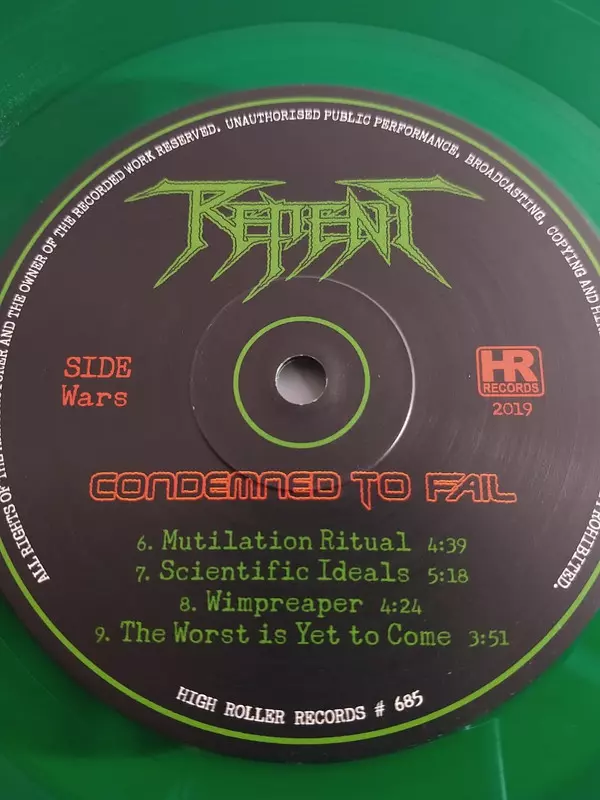 ALL RIGHTS OF THE MANUFACTURER AND THE OWNER OF THE RECORDED WORK RESERVED. UNAUTHORISED PUBLIC PERFORMANCE, BROADCASTING, COPYING AND
PROHIBITED.
REPENT
SIDE
Wars
HR
RECORDS
2019
CONDEMNED TO FAIL
6. Mutilation Ritual 4:39
7. Scientific Ideals 5:18
8. Wimpreaper 4:24
9. The Worst is Yet to Come 3:51
HIGH ROLLER RECORDS # 685